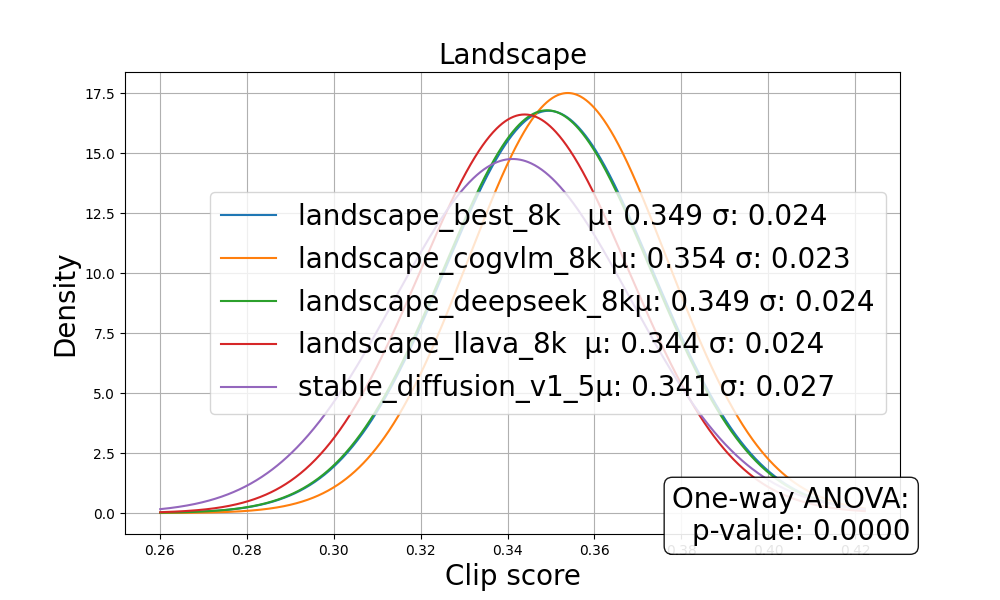 Landscape
17.5
15.0
12.5
10.0
7.5
5.0
2.5
0.0
Density
landscape_best_8k μ: 0.349 σ: 0.024
landscape_cogvlm_8k μ: 0.354 σ: 0.023
landscape_deepseek_8kμ: 0.349 σ: 0.024
landscape_llava_8k μ: 0.344 σ: 0.024
stable_diffusion_v1_5μ: 0.341 σ: 0.027
One-way ANOVA:
p-value: 0.0000
0.26 0.28 0.30 0.32 0.34 0.36 0.38 0.40 0.42
Clip score